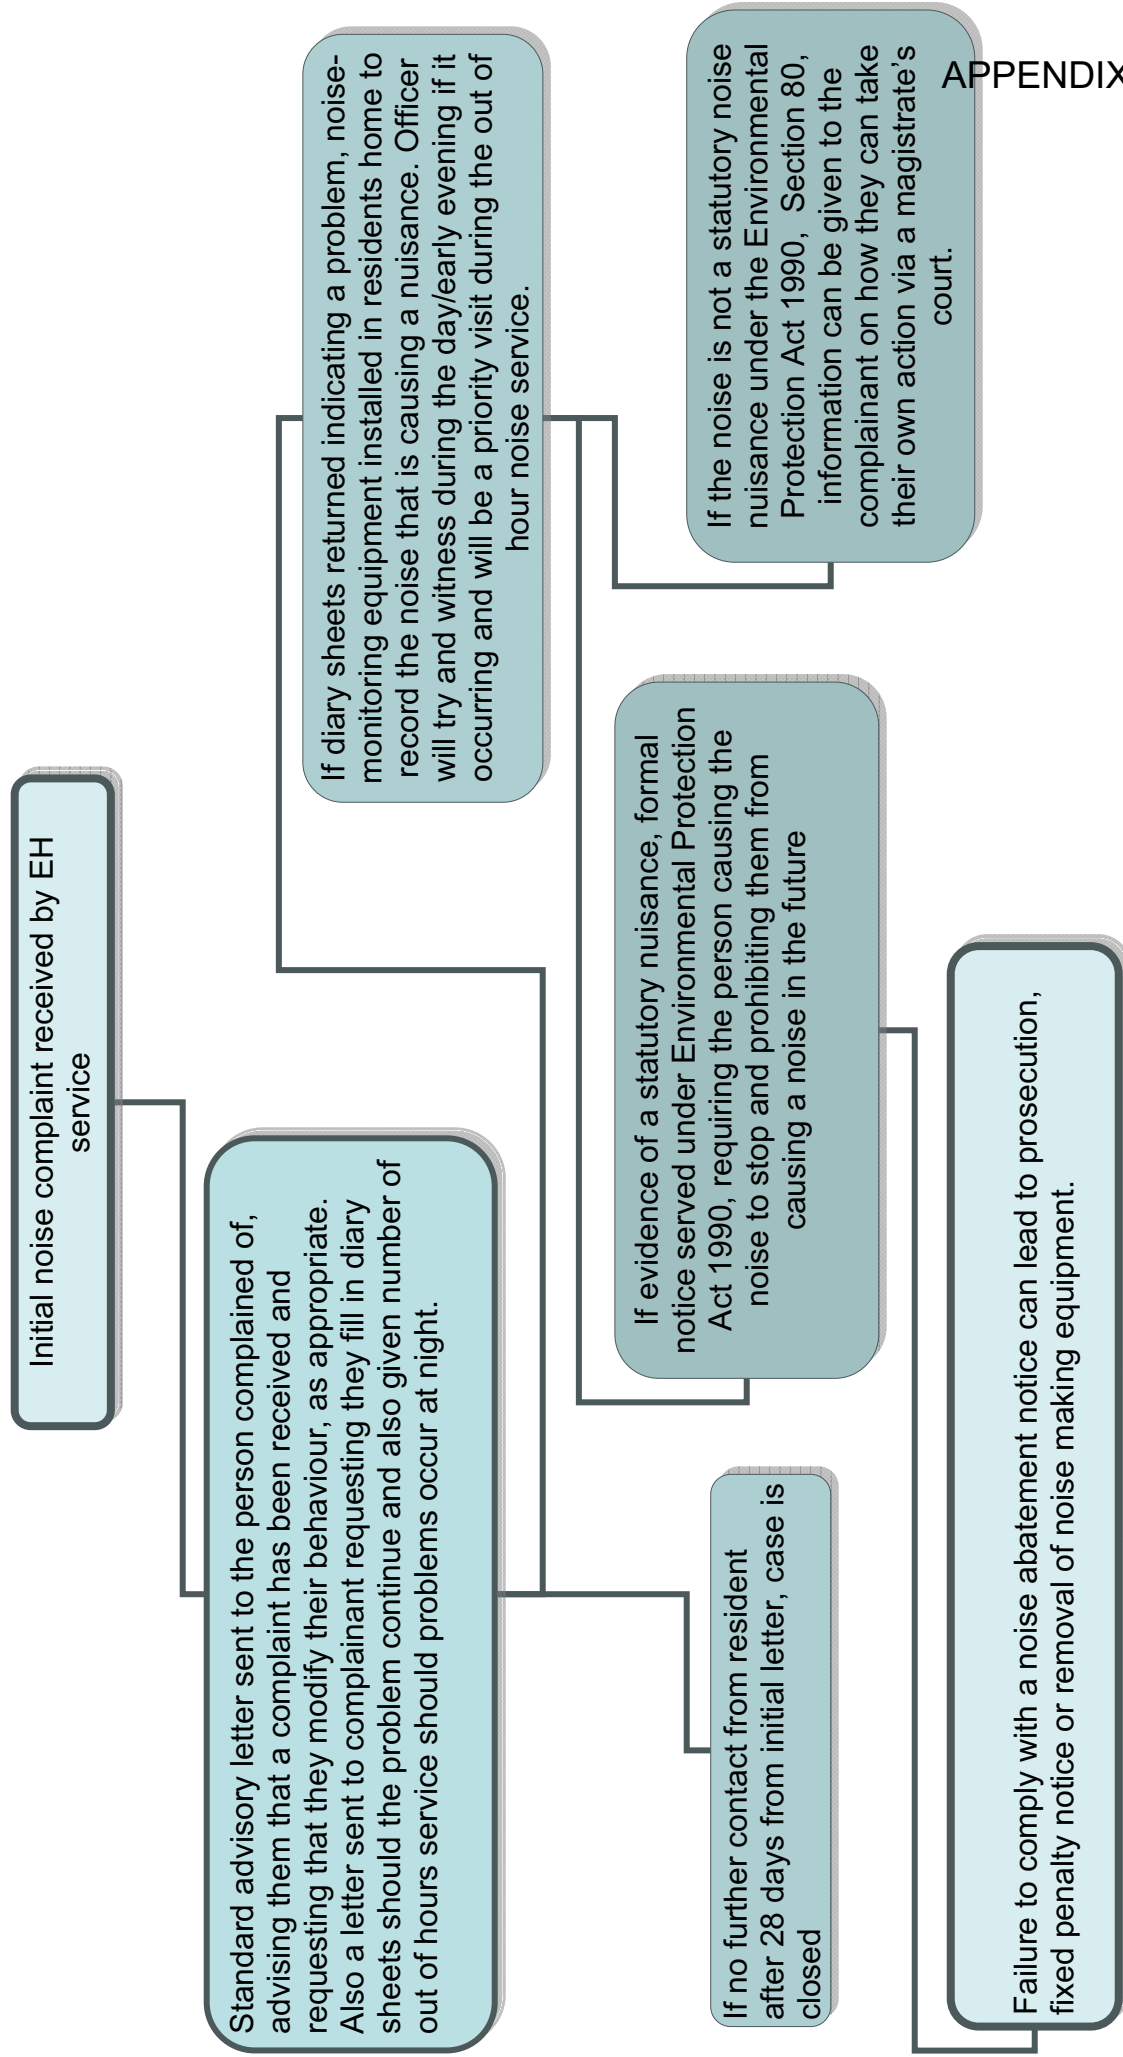 APPENDIX
Initial noise complaint received by EH
service
Standard advisory letter sent to the person complained of,
advising them that a complaint has been received and
requesting that they modify their behaviour, as appropriate.
Also a letter sent to complainant requesting they fill in diary
sheets should the problem continue and also given number of
out of hours service should problems occur at night.
If diary sheets returned indicating a problem, noise-
monitoring equipment installed in residents home to
record the noise that is causing a nuisance. Officer
will try and witness during the day/early evening if it
occurring and will be a priority visit during the out of
hour noise service.
If no further contact from resident
after 28 days from initial letter, case is
closed
If evidence of a statutory nuisance, formal
notice served under Environmental Protection
Act 1990, requiring the person causing the
noise to stop and prohibiting them from
causing a noise in the future
If the noise is not a statutory noise
nuisance under the Environmental
Protection Act 1990, Section 80,
information can be given to the
complainant on how they can take
their own action via a magistrate's
court.
Failure to comply with a noise abatement notice can lead to prosecution,
fixed penalty notice or removal of noise making equipment.